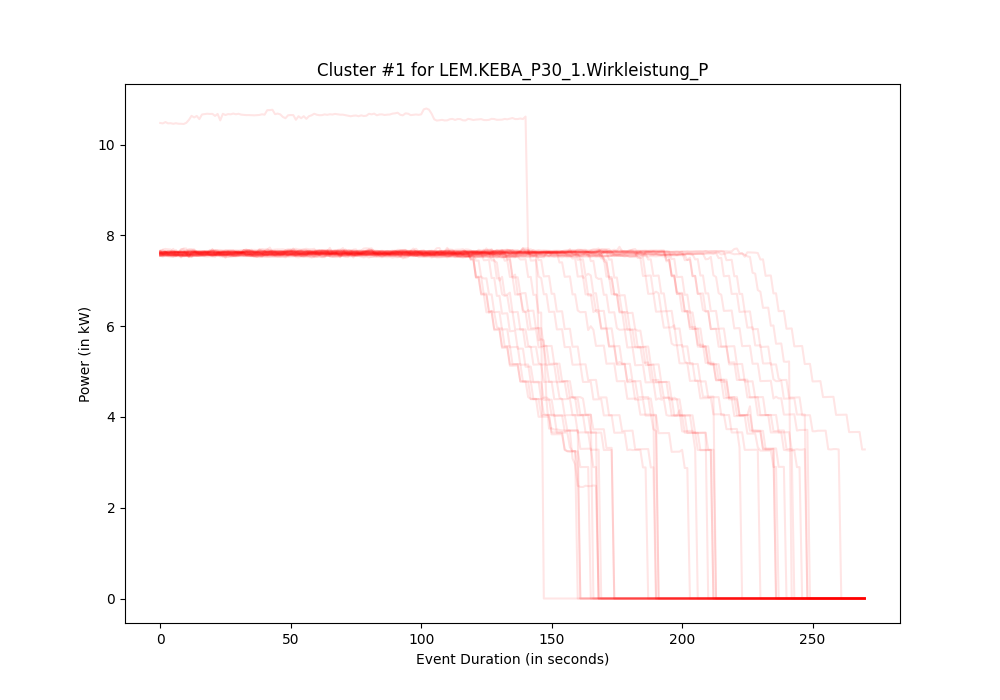 Cluster #1 for LEM.KEBA_P30_1.Wirkleistung_P
Power (in kW)
10
8
6
4
2
0
0 50 100 150 200 250
Event Duration (in seconds)